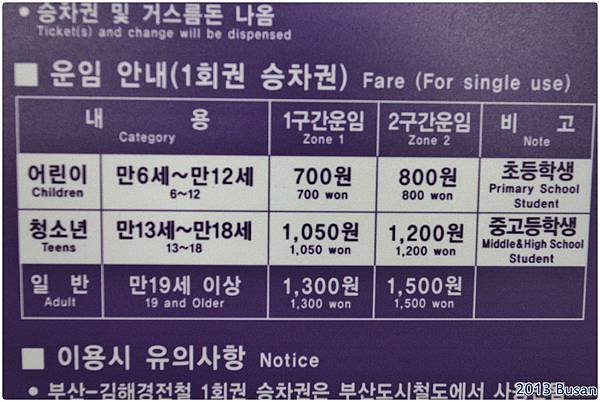 • 승차권 및 거스름돈 나옴
Ticket(s) and change will be dispensed
■ 운임 안내(1회권 승차권) Fare (For single use)
내 용 1구간운임 2구간운임 비 고
Category Zone 1 Zone 2 Note
어린이 만6세~만12세 700원 800원 초등학생
Children 6~12 700 won 800 won Primary School
Student
청소년 만13세~만18세 1,050원 1,200원 중고등학생
Teens 13~18 1,050 won 1,200 won Middle&High School
Student
일 반 만19세 이상 1,300원 1,500원
Adult 19 and Older 1,300 won 1,500 won
■ 이용시 유의사항 Notice
• 부산-김해경전철 1회권 승차권은 부산도시철도에서
2013 Busan